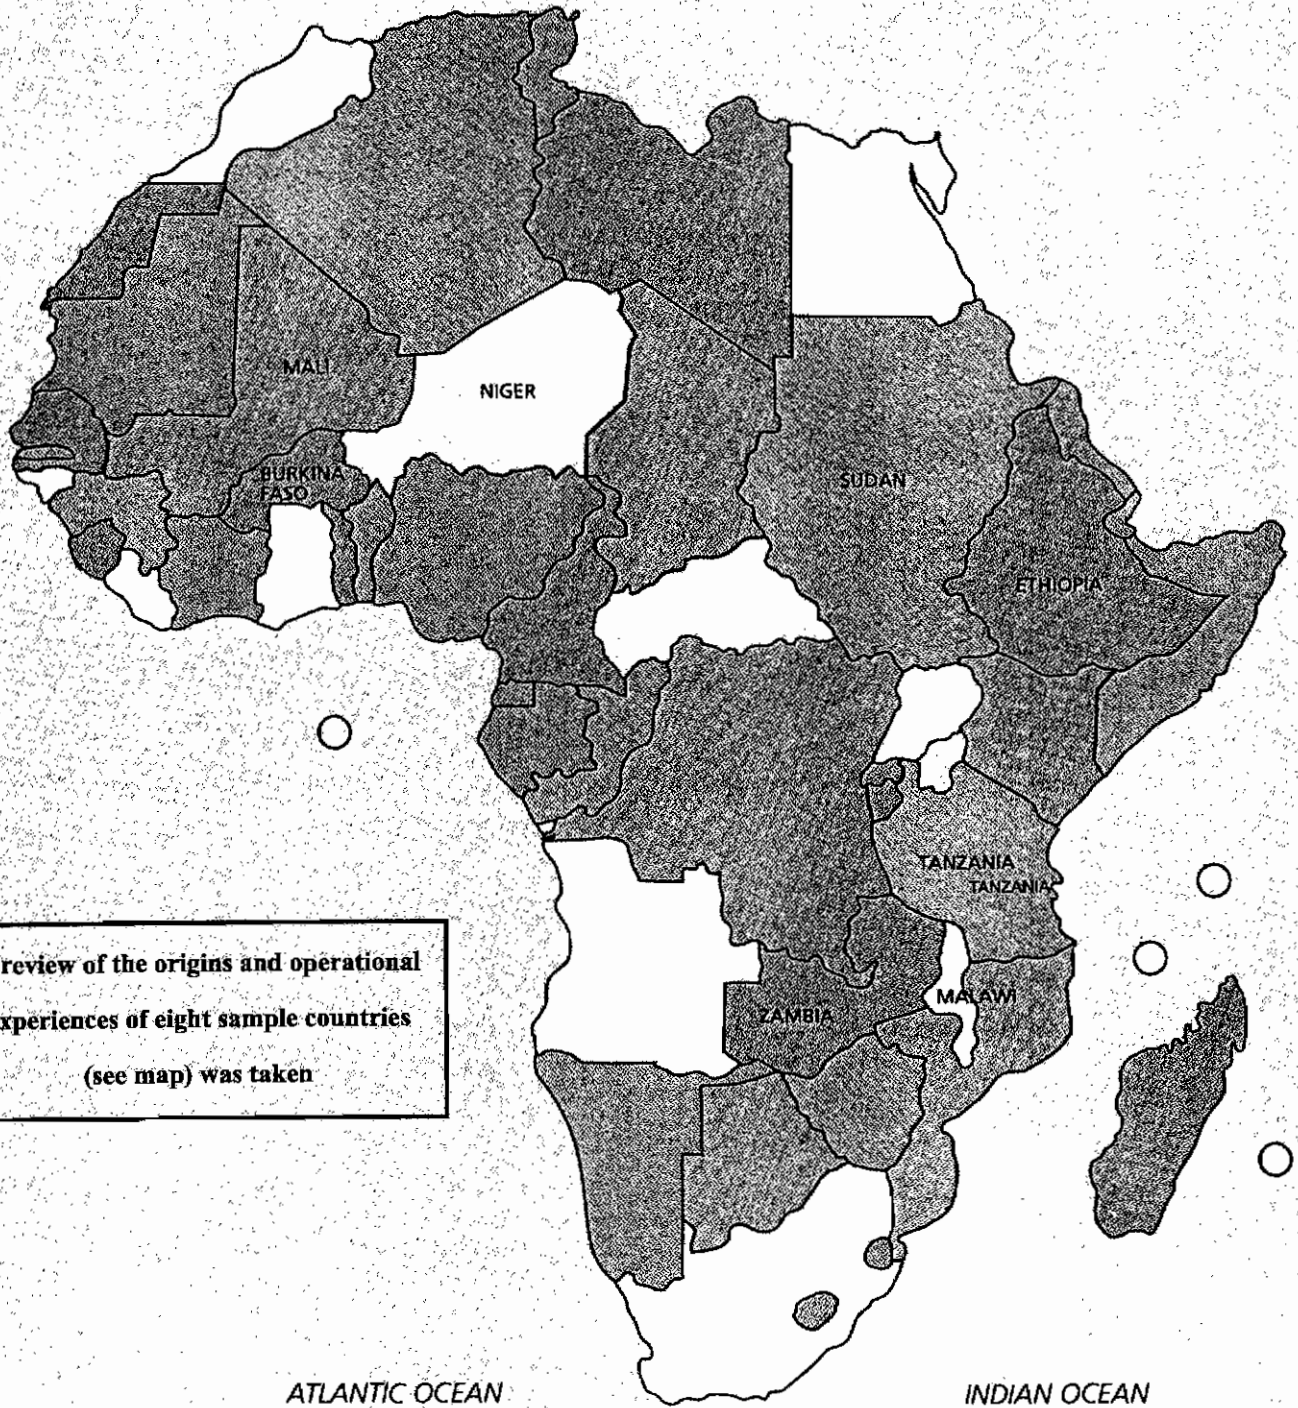 MALI
NIGER
BURKINA
FASO
SUDAN
ETHIOPIA
TANZANIA
TANZANIA
review of the origins and operational
xperiences of eight sample countries
(see map) was taken
MALAWI
ZAMBIA
ATLANTIC OCEAN
INDIAN OCEAN